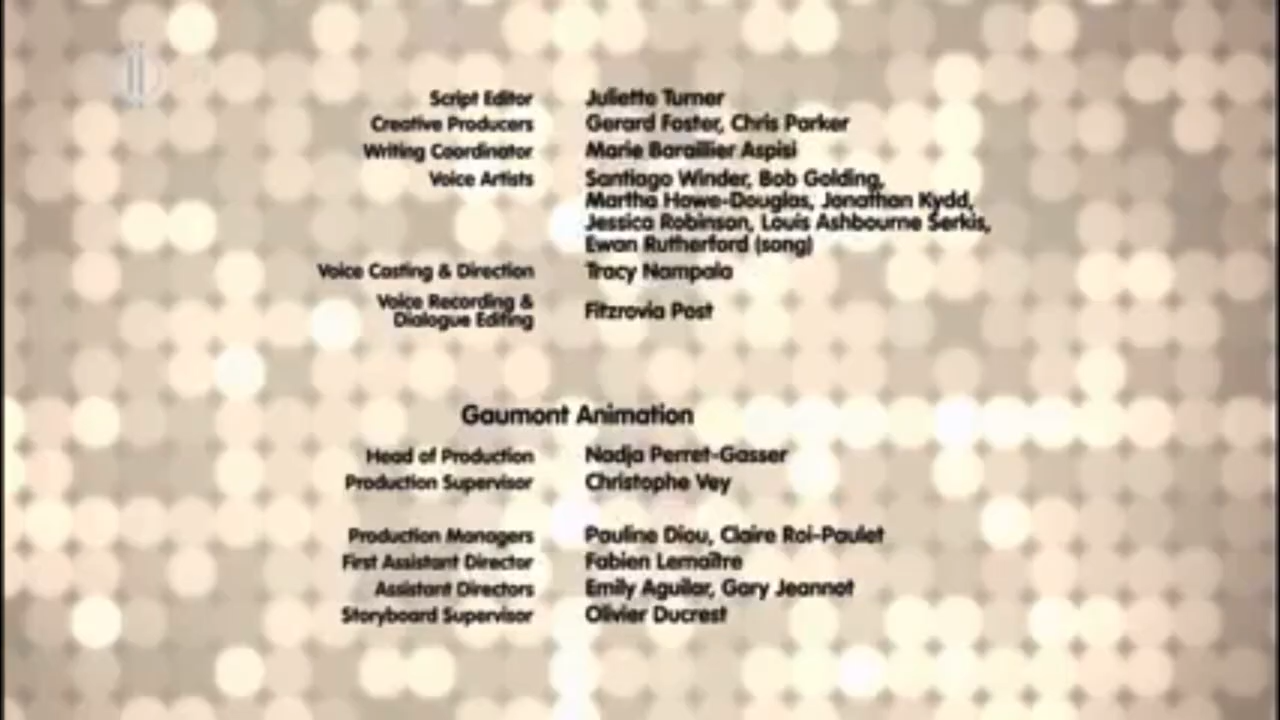 Script Editor Juliette Turner
Creative Producers Gerard Foster, Chris Parker
Writing Coordinator Marie Baraillier Aspisi
Voice Artists Santiago Winder, Bob Golding,
Martha Howe-Douglas, Jonathan Kydd,
Jessica Robinson, Louis Ashbourne Serkis,
Ewan Rutherford (song)
Voice Casting & Direction Tracy Nampala
Voice Recording &
Dialogue Editing Fitzrovia Post
Gaumont Animation
Head of Production Nadja Perret-Gasser
Production Supervisor Christophe Vey
Production Managers Pauline Diou, Claire Roi-Paulet
First Assistant Director Fabien Lemaître
Assistant Directors Emily Aguilar, Gary Jeannot
Storyboard Supervisor Olivier Ducrest